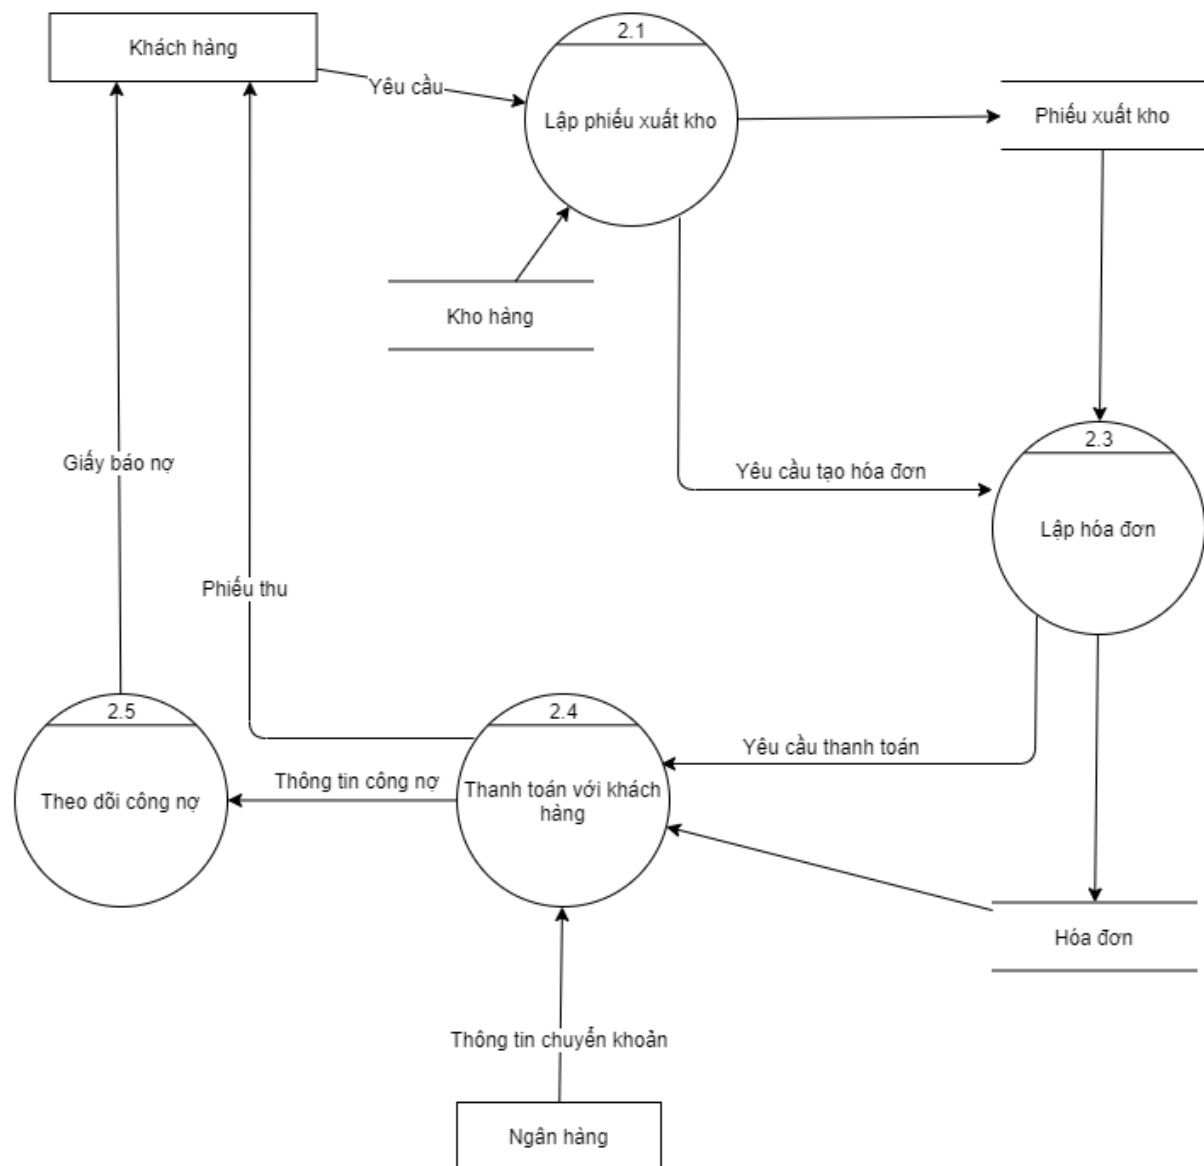 2.1
Khách hàng
Yêu cầu
Lập phiếu xuất kho
Phiếu xuất kho
Kho hàng
2.3
Giấy báo nợ
Yêu cầu tạo hóa đơn
Lập hóa đơn
Phiếu thu
2.5
2.4
Yêu cầu thanh toán
Thông tin công nợ
Theo dõi công nợ
Thanh toán với khách
hàng
Hóa đơn
Thông tin chuyển khoản
Ngân hàng